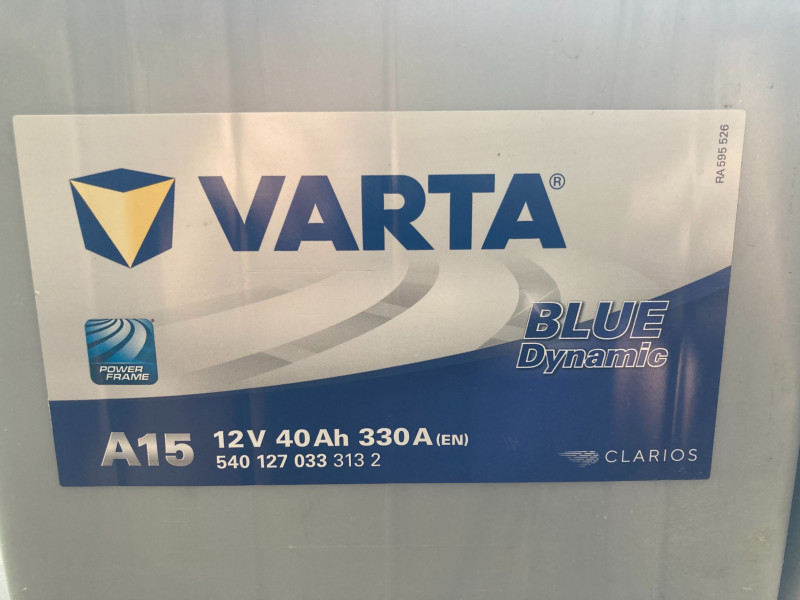 RA 595 526
VARTA®
BLUE
Dynamic
POWER
FRAME
A15
12V 40Ah 330A (EN)
540 127 033 313 2
CLARIOS